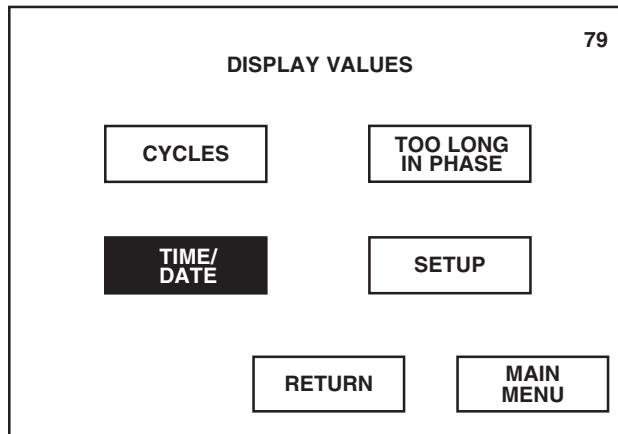 79
DISPLAY VALUES
CYCLES
TOO LONG
IN PHASE
TIME/
DATE
SETUP
RETURN
MAIN
MENU